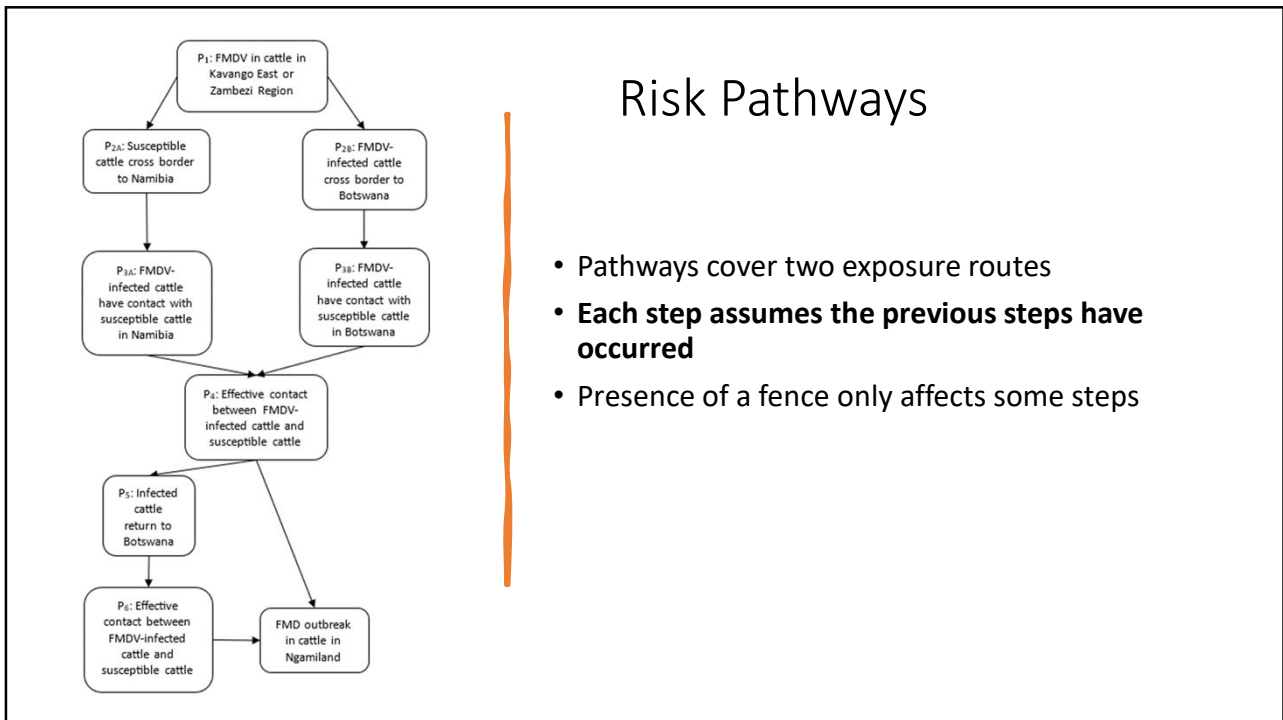 P₁: FMDV in cattle in
Kavango East or
Zambezi Region
P₂ₐ: Susceptible
cattle cross border
to Namibia
P₂B: FMDV-
infected cattle
cross border to
Botswana
P₃ₐ: FMDV-
infected cattle
have contact with
susceptible cattle
in Namibia
P₃B: FMDV-
infected cattle
have contact with
susceptible cattle
in Botswana
P₄: Effective contact
between FMDV-
infected cattle and
susceptible cattle
P₅: Infected
cattle
return to
Botswana
P₆: Effective
contact between
FMDV-infected
cattle and
susceptible cattle
FMD outbreak
in cattle in
Ngamiland
Risk Pathways
• Pathways cover two exposure routes
• Each step assumes the previous steps have
occurred
• Presence of a fence only affects some steps